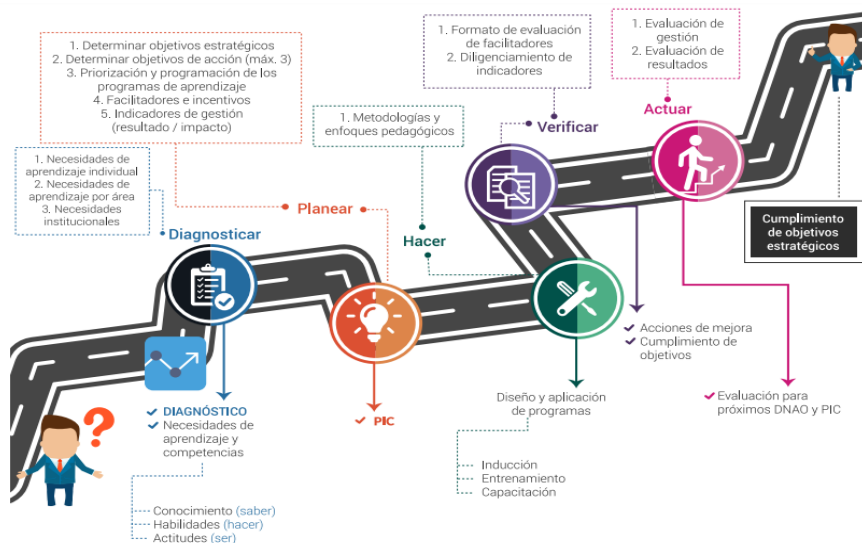 1. Determinar objetivos estratégicos
2. Determinar objetivos de acción (máx. 3)
3. Priorización y programación de los
programas de aprendizaje
4. Facilitadores e incentivos
5. Indicadores de gestión
(resultado / impacto)
1. Formato de evaluación
de facilitadores
2. Diligenciamiento de
indicadores
1. Evaluación de
gestión
2. Evaluación de
resultados
1. Metodologías y
enfoques pedagógicos
1. Necesidades de
aprendizaje individual
2. Necesidades de
aprendizaje por área
3. Necesidades
institucionales
Diagnosticar
Planear
Hacer
Verificar
Actuar
Cumplimiento
de objetivos
estratégicos
DIAGNÓSTICO
Necesidades de
aprendizaje y
competencias
Conocimiento (saber)
Habilidades (hacer)
Actitudes (ser)
PIC
Diseño y aplicación
de programas
Inducción
Entrenamiento
Capacitación
Acciones de mejora
Cumplimiento de
objetivos
Evaluación para
próximos DNAO y PIC
?